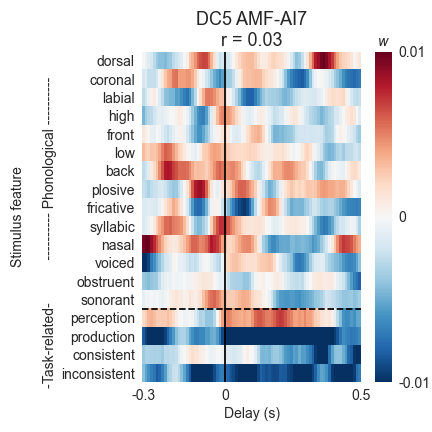 DC5 AMF-AI7
r = 0.03
w
dorsal
coronal
labial
high
front
low
back
plosive
fricative
syllabic
nasal
voiced
obstruent
sonorant
perception
production
consistent
inconsistent
Stimulus feature
-Task-related- ---------- Phonological ----------
0.01
0
-0.01
-0.3 0 0.5
Delay (s)